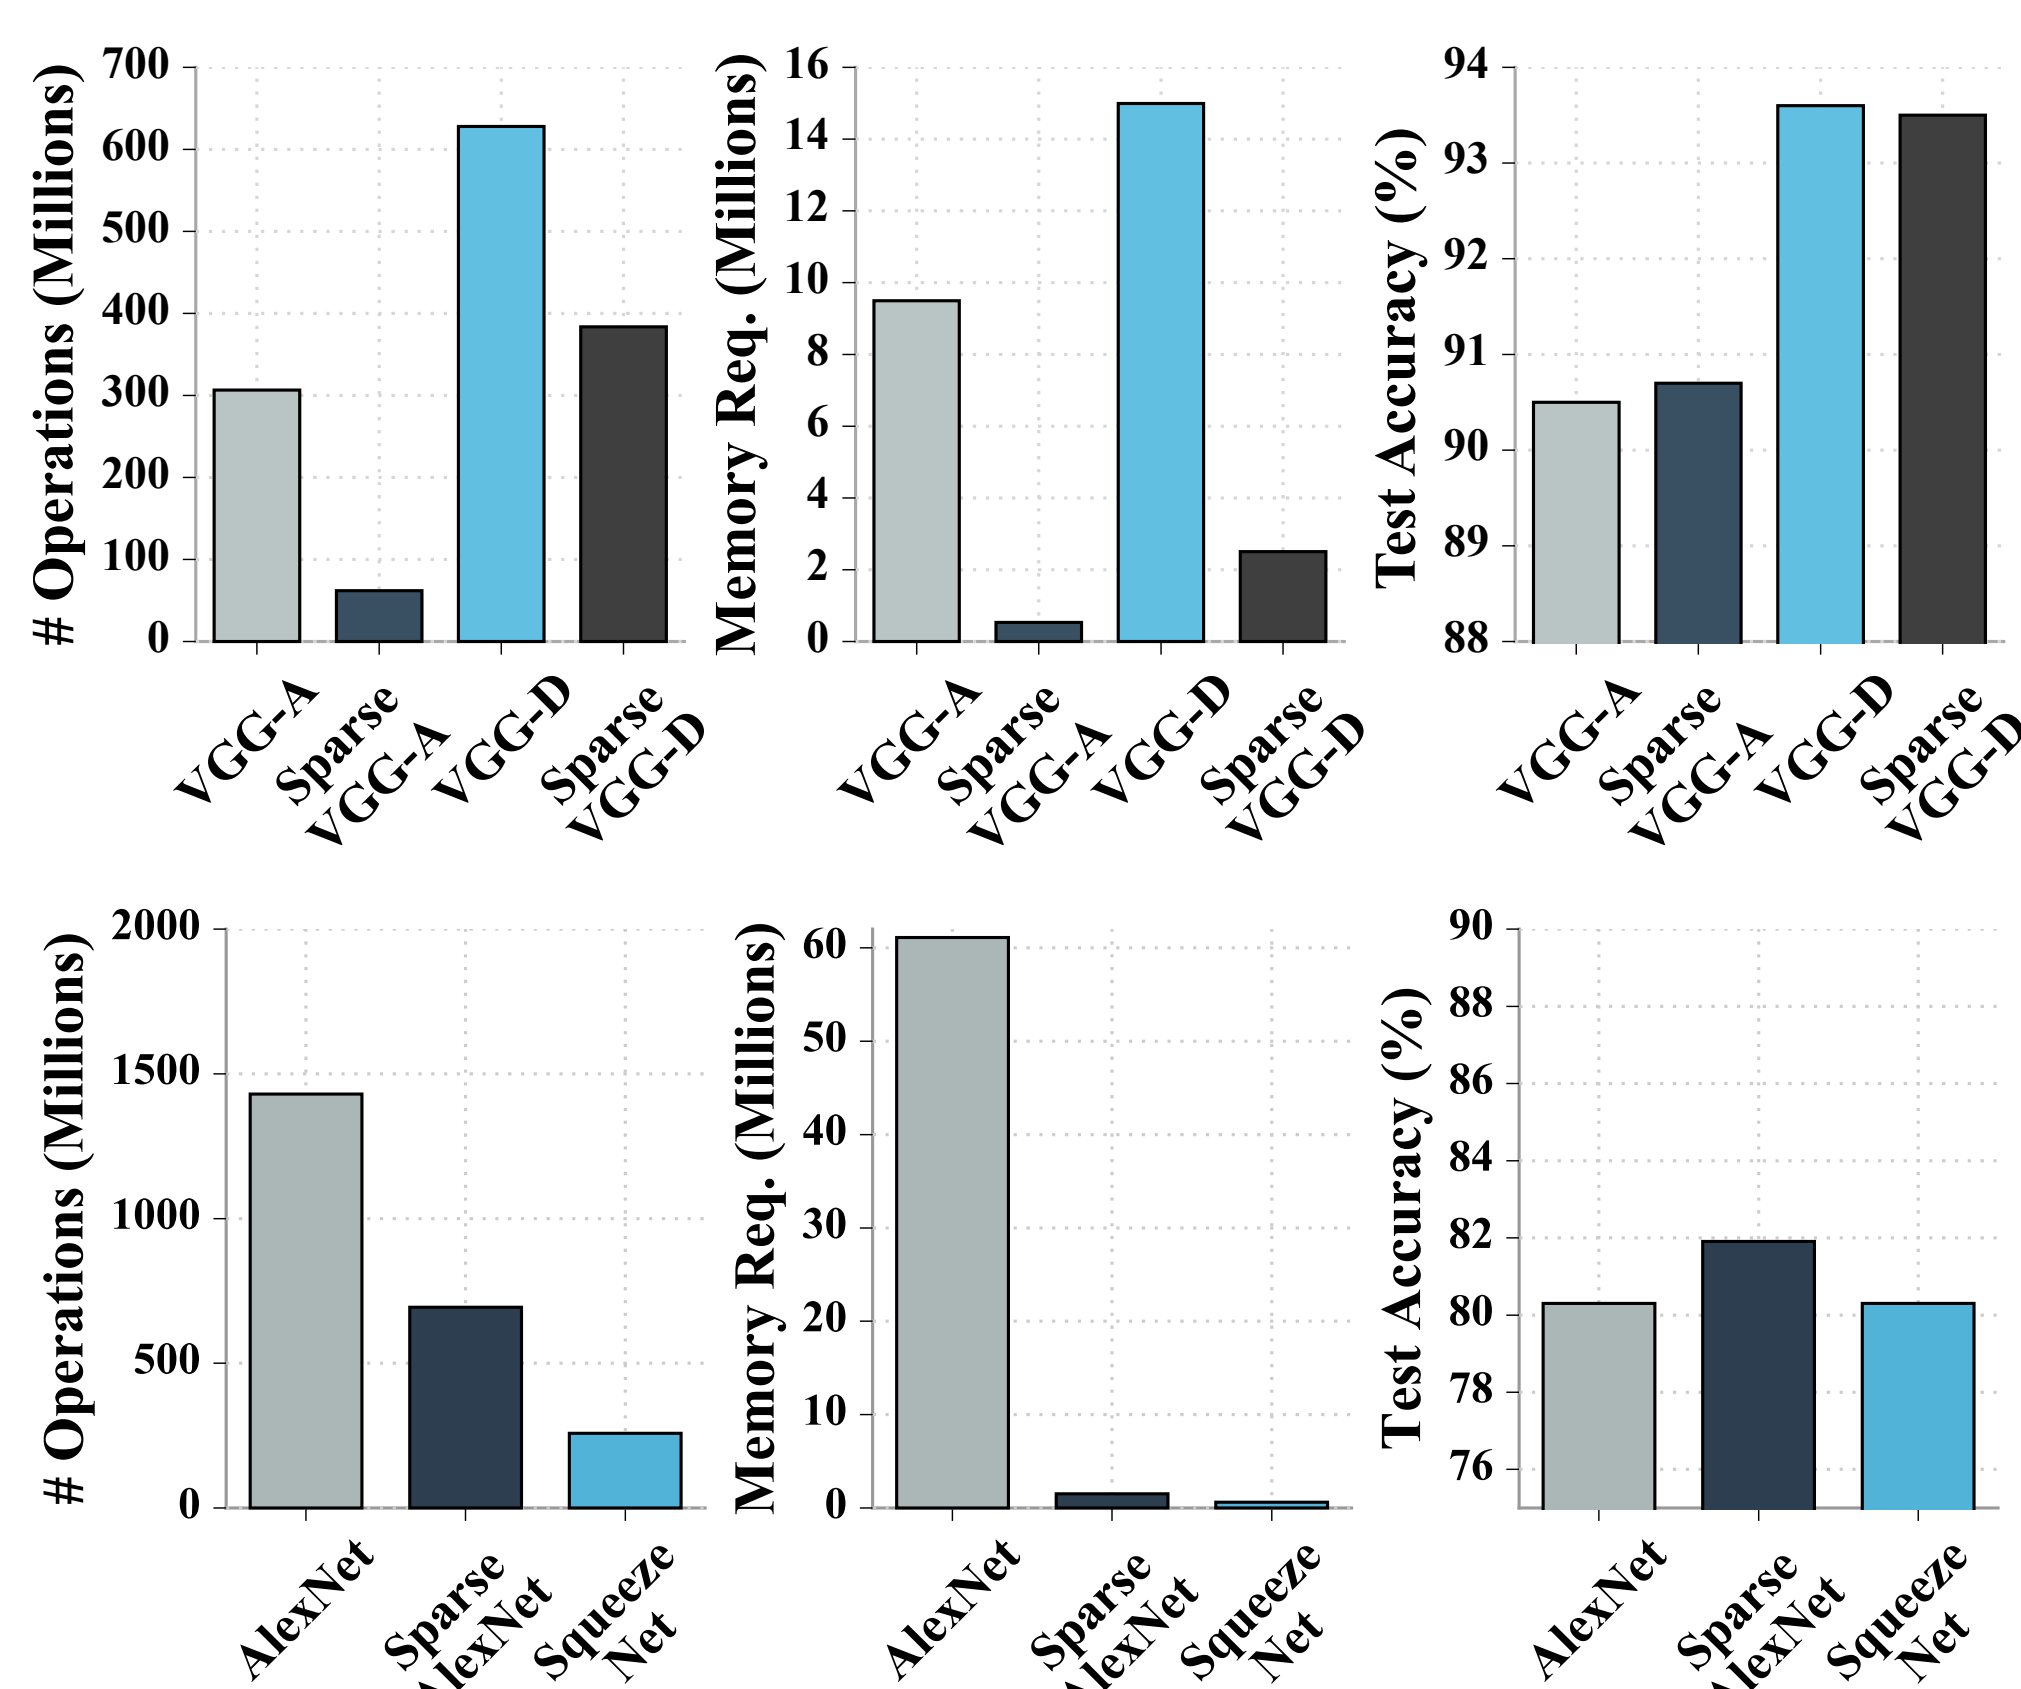 # Operations (Millions)
700
600
500
400
300
200
100
0
VGG-A
Sparse
VGG-A
VGG-D
Sparse
VGG-D
Memory Req. (Millions)
16
14
12
10
8
6
4
2
0
VGG-A
Sparse
VGG-A
VGG-D
Sparse
VGG-D
Test Accuracy (%)
94
93
92
91
90
89
88
VGG-A
Sparse
VGG-A
VGG-D
Sparse
VGG-D
# Operations (Millions)
2000
1500
1000
500
0
AlexNet
Sparse
AlexNet
Squeeze
Net
Memory Req. (Millions)
60
50
40
30
20
10
0
AlexNet
Sparse
AlexNet
Squeeze
Net
Test Accuracy (%)
90
88
86
84
82
80
78
76
AlexNet
Sparse
AlexNet
Squeeze
Net